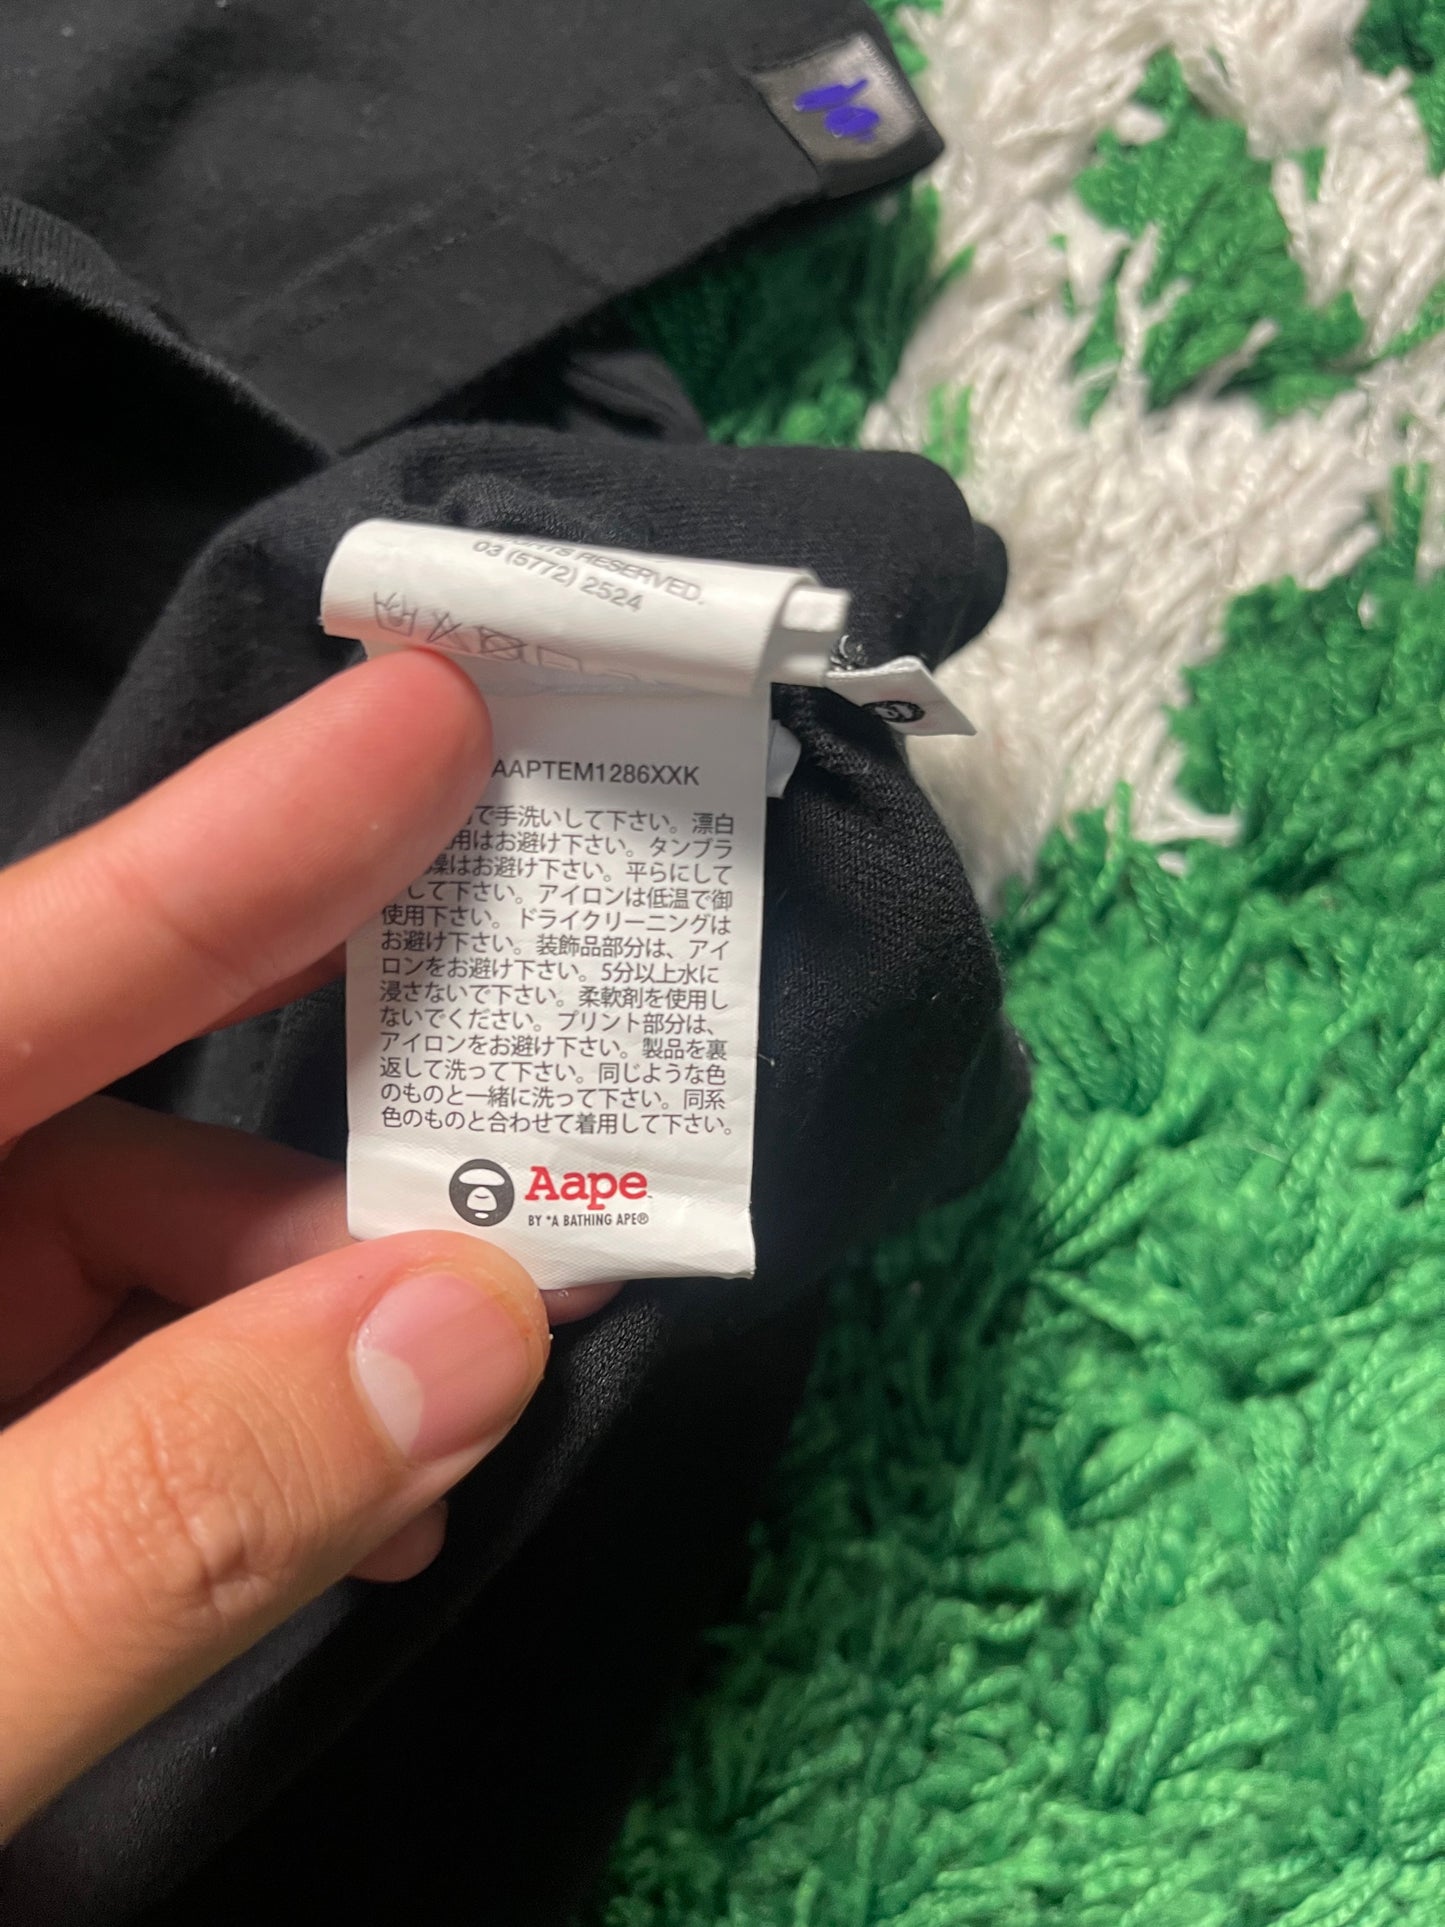 RESERVED.
03 (5772) 2524
AAPTEM1286XXK
で手洗いして下さい。漂白
用はお避け下さい。タンブラ
燥はお避け下さい。平らにして
して下さい。アイロンは低温で御
使用下さい。ドライクリーニングは
お避け下さい。装飾品部分は、アイ
ロンをお避け下さい。5分以上水に
浸さないで下さい。柔軟剤を使用し
ないでください。プリント部分は、
アイロンをお避け下さい。製品を裏
返して洗って下さい。同じような色
のものと一緒に洗って下さい。同系
色のものと合わせて着用して下さい。
Aape
BY *A BATHING APE®